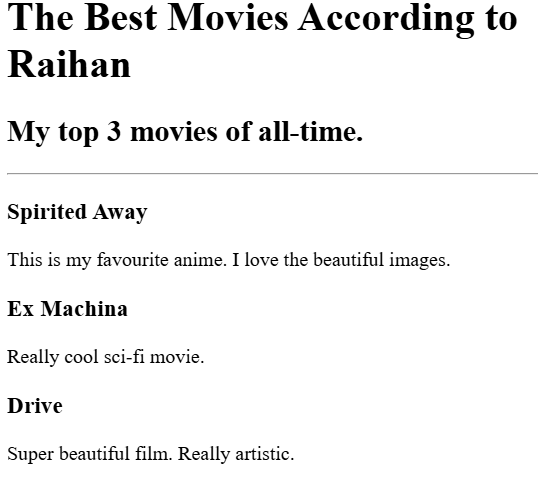 The Best Movies According to
Raihan
My top 3 movies of all-time.
Spirited Away
This is my favourite anime. I love the beautiful images.
Ex Machina
Really cool sci-fi movie.
Drive
Super beautiful film. Really artistic.